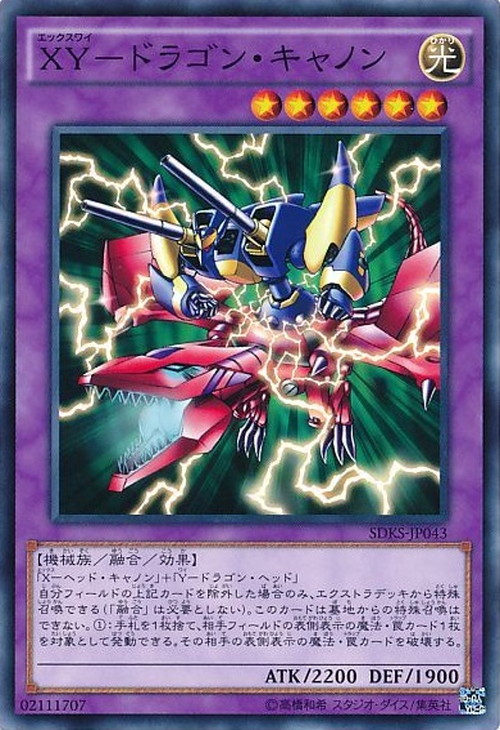 エックスワイ
XY－ドラゴン・キャノン
ひかり
光
SDKS-JP043
【機械族／融合／効果】
「X－ヘッド・キャノン」＋「Y－ドラゴン・ヘッド」
自分フィールドの上記カードを除外した場合のみ、エクストラデッキから特殊
召喚できる（「融合」は必要としない）。このカードは墓地からの特殊召喚は
できない。①：手札を１枚捨て、相手フィールドの表側表示の魔法・罠カード１枚
を対象として発動できる。その相手の表側表示の魔法・罠カードを破壊する。
ATK/2200 DEF/1900
02111707
©高橋和希 スタジオ・ダイス/集英社